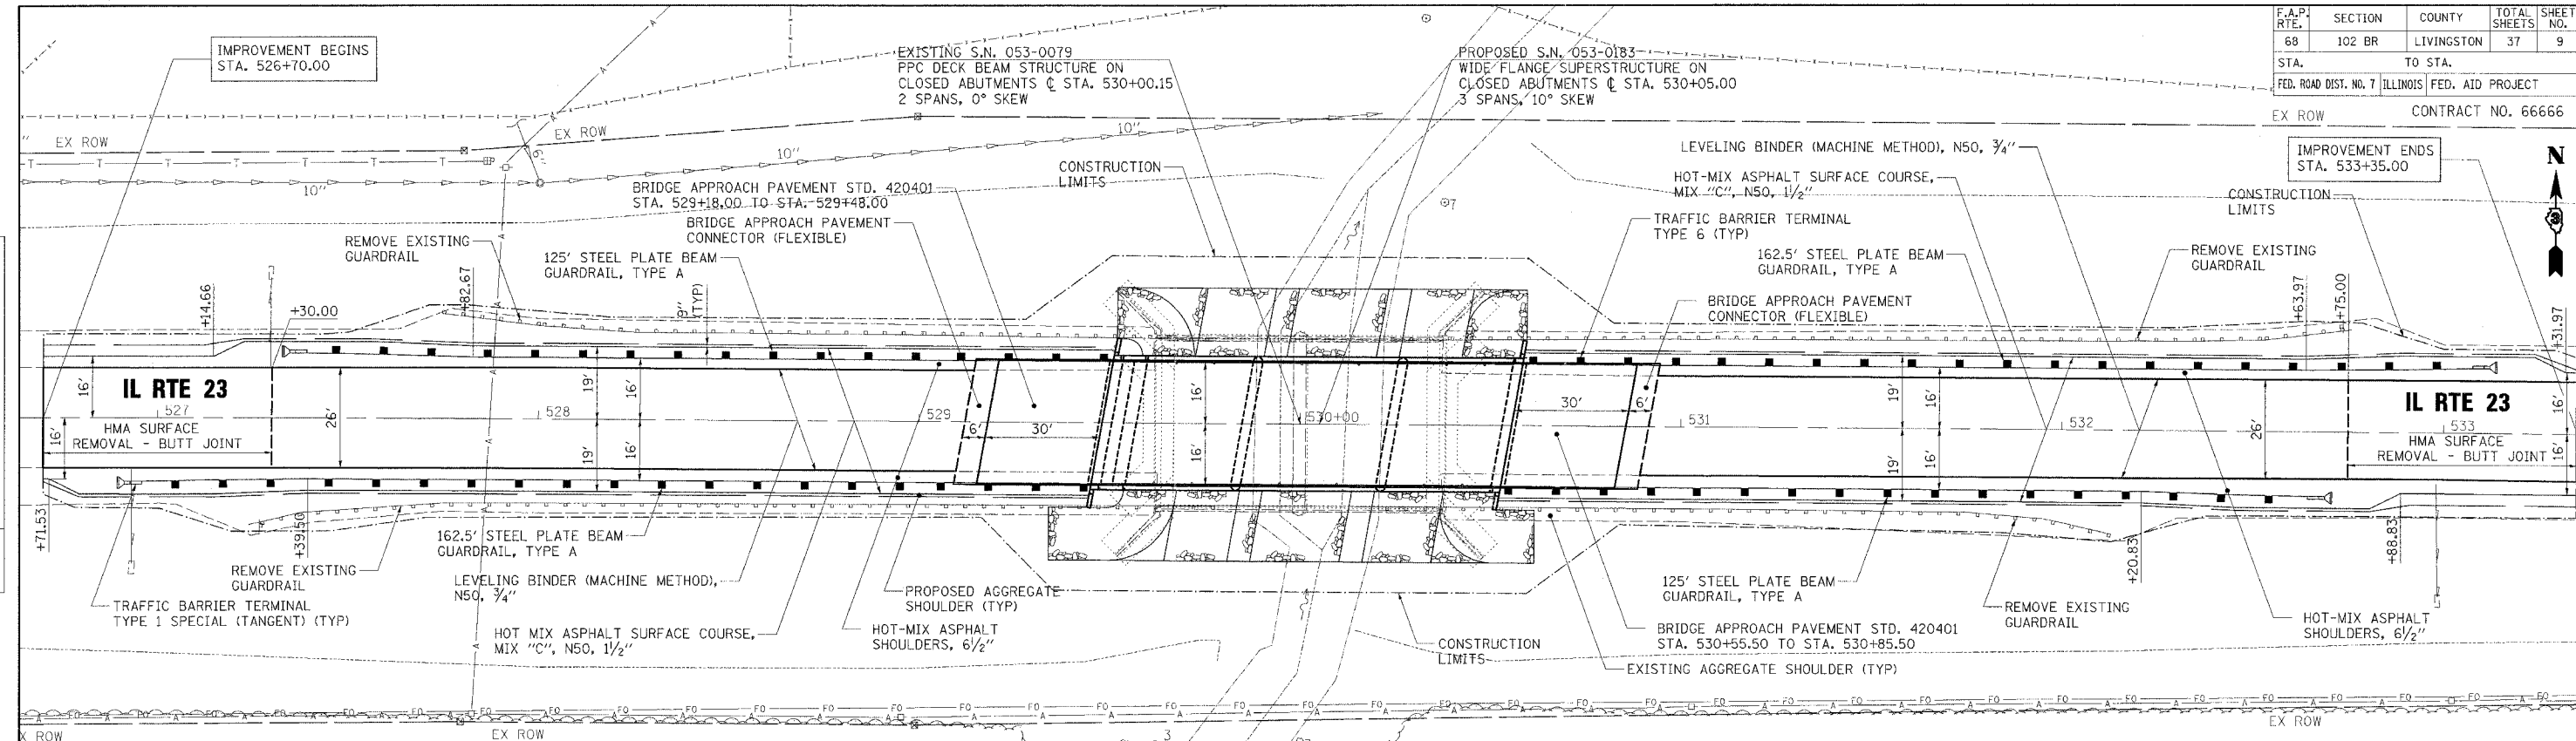 F.A.P. RTE. SECTION COUNTY TOTAL SHEETS SHEET NO.
68 102 BR LIVINGSTON 37 9
STA. TO STA.
FED. ROAD DIST. NO. 7 ILLINOIS FED. AID PROJECT
CONTRACT NO. 66666
IMPROVEMENT BEGINS
STA. 526+70.00
EXISTING S.N. 053-0079
PPC DECK BEAM STRUCTURE ON
CLOSED ABUTMENTS ℄ STA. 530+00.15
2 SPANS, 0° SKEW
PROPOSED S.N. 053-0183
WIDE FLANGE SUPERSTRUCTURE ON
CLOSED ABUTMENTS ℄ STA. 530+05.00
3 SPANS, 10° SKEW
EX ROW
EX ROW
EX ROW
IMPROVEMENT ENDS
STA. 533+35.00
N
3
10"
10"
10"
6"
T T T T T T
CONSTRUCTION
LIMITS
BRIDGE APPROACH PAVEMENT STD. 420401
STA. 529+18.00 TO STA. 529+48.00
BRIDGE APPROACH PAVEMENT
CONNECTOR (FLEXIBLE)
LEVELING BINDER (MACHINE METHOD), N50, 3/4"
HOT-MIX ASPHALT SURFACE COURSE,
MIX "C", N50, 1 1/2"
TRAFFIC BARRIER TERMINAL
TYPE 6 (TYP)
CONSTRUCTION
LIMITS
REMOVE EXISTING
GUARDRAIL
125' STEEL PLATE BEAM
GUARDRAIL, TYPE A
162.5' STEEL PLATE BEAM
GUARDRAIL, TYPE A
REMOVE EXISTING
GUARDRAIL
BRIDGE APPROACH PAVEMENT
CONNECTOR (FLEXIBLE)
+14.66
+30.00
+82.67
9"
(TYP)
7
+63.97
+75.00
+31.97
16'
16'
IL RTE 23
527
HMA SURFACE
REMOVAL - BUTT JOINT
26'
528
19'
16'
19'
16'
529
6'
30'
16'
16'
530+00
30'
6'
531
19'
16'
19'
16'
532
26'
IL RTE 23
533
HMA SURFACE
REMOVAL - BUTT JOINT
16'
16'
+71.53
+39.50
+20.83
+88.83
162.5' STEEL PLATE BEAM
GUARDRAIL, TYPE A
REMOVE EXISTING
GUARDRAIL
LEVELING BINDER (MACHINE METHOD),
N50, 3/4"
TRAFFIC BARRIER TERMINAL
TYPE 1 SPECIAL (TANGENT) (TYP)
HOT MIX ASPHALT SURFACE COURSE,
MIX "C", N50, 1 1/2"
PROPOSED AGGREGATE
SHOULDER (TYP)
HOT-MIX ASPHALT
SHOULDERS, 6 1/2"
125' STEEL PLATE BEAM
GUARDRAIL, TYPE A
REMOVE EXISTING
GUARDRAIL
HOT-MIX ASPHALT
SHOULDERS, 6 1/2"
CONSTRUCTION
LIMITS
BRIDGE APPROACH PAVEMENT STD. 420401
STA. 530+55.50 TO STA. 530+85.50
EXISTING AGGREGATE SHOULDER (TYP)
3
X ROW
EX ROW
EX ROW